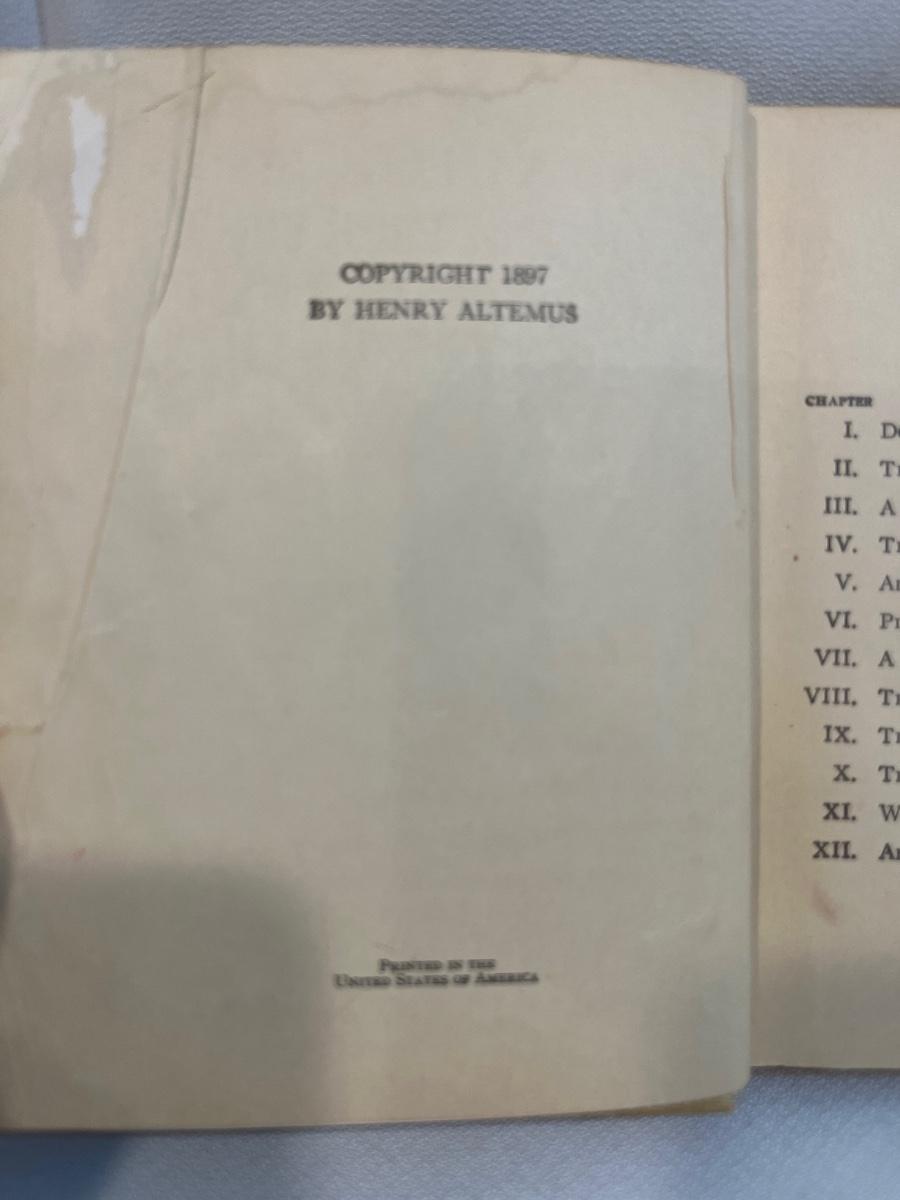 COPYRIGHT 1897
BY HENRY ALTEMUS
PRINTED IN THE
UNITED STATES OF AMERICA
CHAPTER
I.
II.
III. A
IV.
V.
VI.
VII. A
VIII.
IX.
X.
XI.
XII.